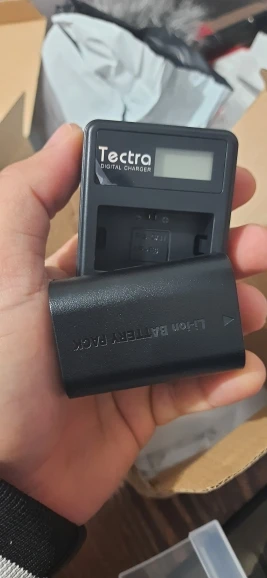 Tectra
DIGITAL CHARGER
Li-ion BATTERY PACK